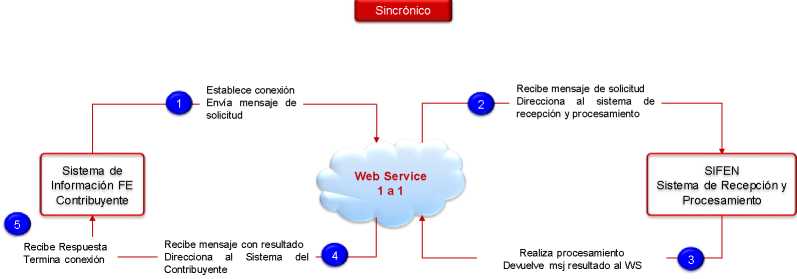 Sincrónico
1
Establece conexión
Envía mensaje de
solicitud
2
Recibe mensaje de solicitud
Direcciona al sistema de
recepción y procesamiento
Sistema de
Información FE
Contribuyente
Web Service
1 a 1
SIFEN
Sistema de Recepción y
Procesamiento
5
Recibe Respuesta
Termina conexión
Recibe mensaje con resultado
Direcciona al Sistema del
Contribuyente
4
Realiza procesamiento
Devuelve msj resultado al WS
3